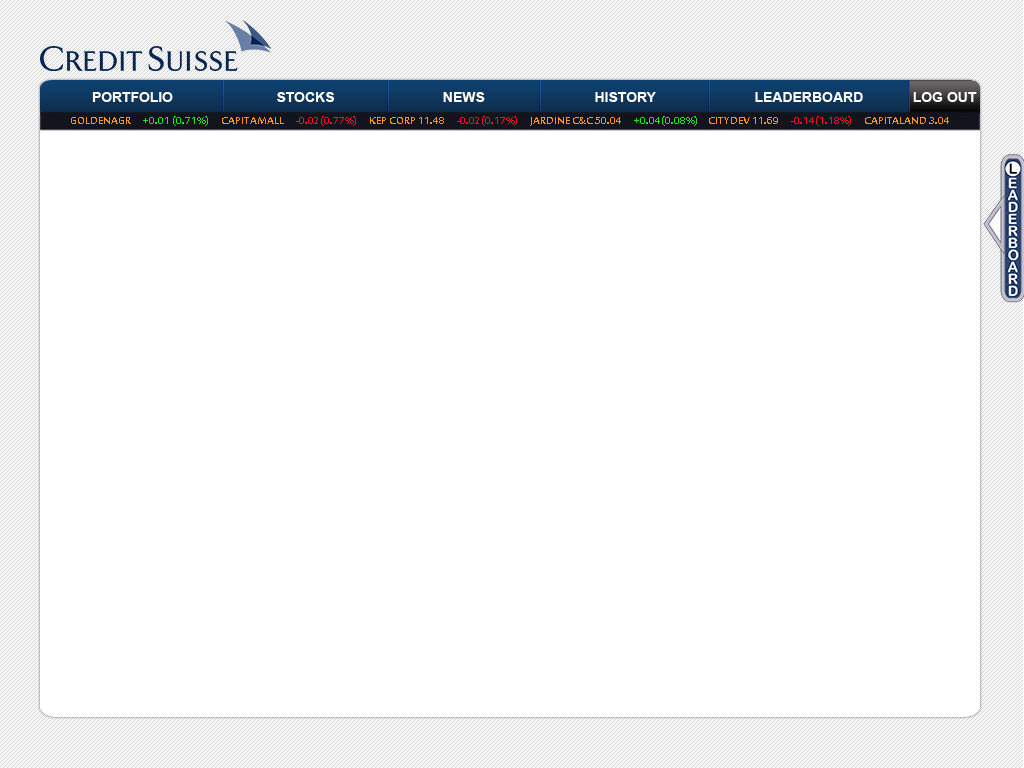 CREDIT SUISSE
PORTFOLIO STOCKS NEWS HISTORY LEADERBOARD LOG OUT
GOLDENAGR +0.01 (0.71%) CAPITAMALL -0.02 (0.77%) KEP CORP 11.48 -0.02 (0.17%) JARDINE C&C 50.04 +0.04 (0.08%) CITYDEV 11.69 -0.14 (1.18%) CAPITALAND 3.04
LEADERBOARD